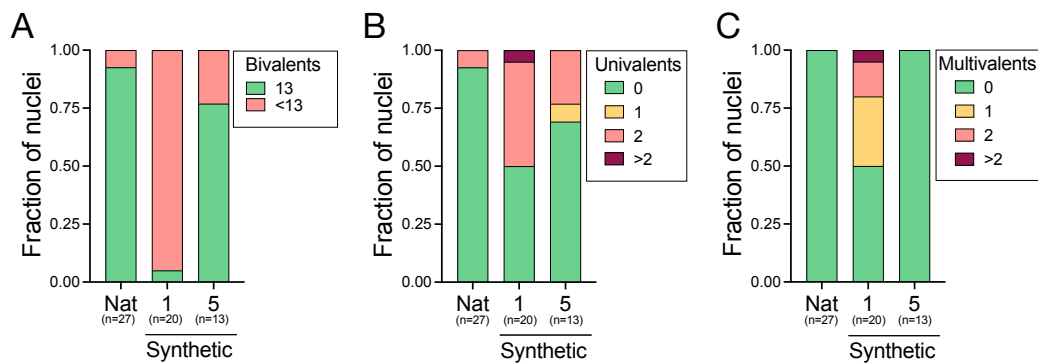 A
Fraction of nuclei
1.00
0.75
0.50
0.25
0.00
Bivalents
13
<13
Nat
(n=27)
1
(n=20)
5
(n=13)
Synthetic
B
Fraction of nuclei
1.00
0.75
0.50
0.25
0.00
Univalents
0
1
2
>2
Nat
(n=27)
1
(n=20)
5
(n=13)
Synthetic
C
Fraction of nuclei
1.00
0.75
0.50
0.25
0.00
Multivalents
0
1
2
>2
Nat
(n=27)
1
(n=20)
5
(n=13)
Synthetic